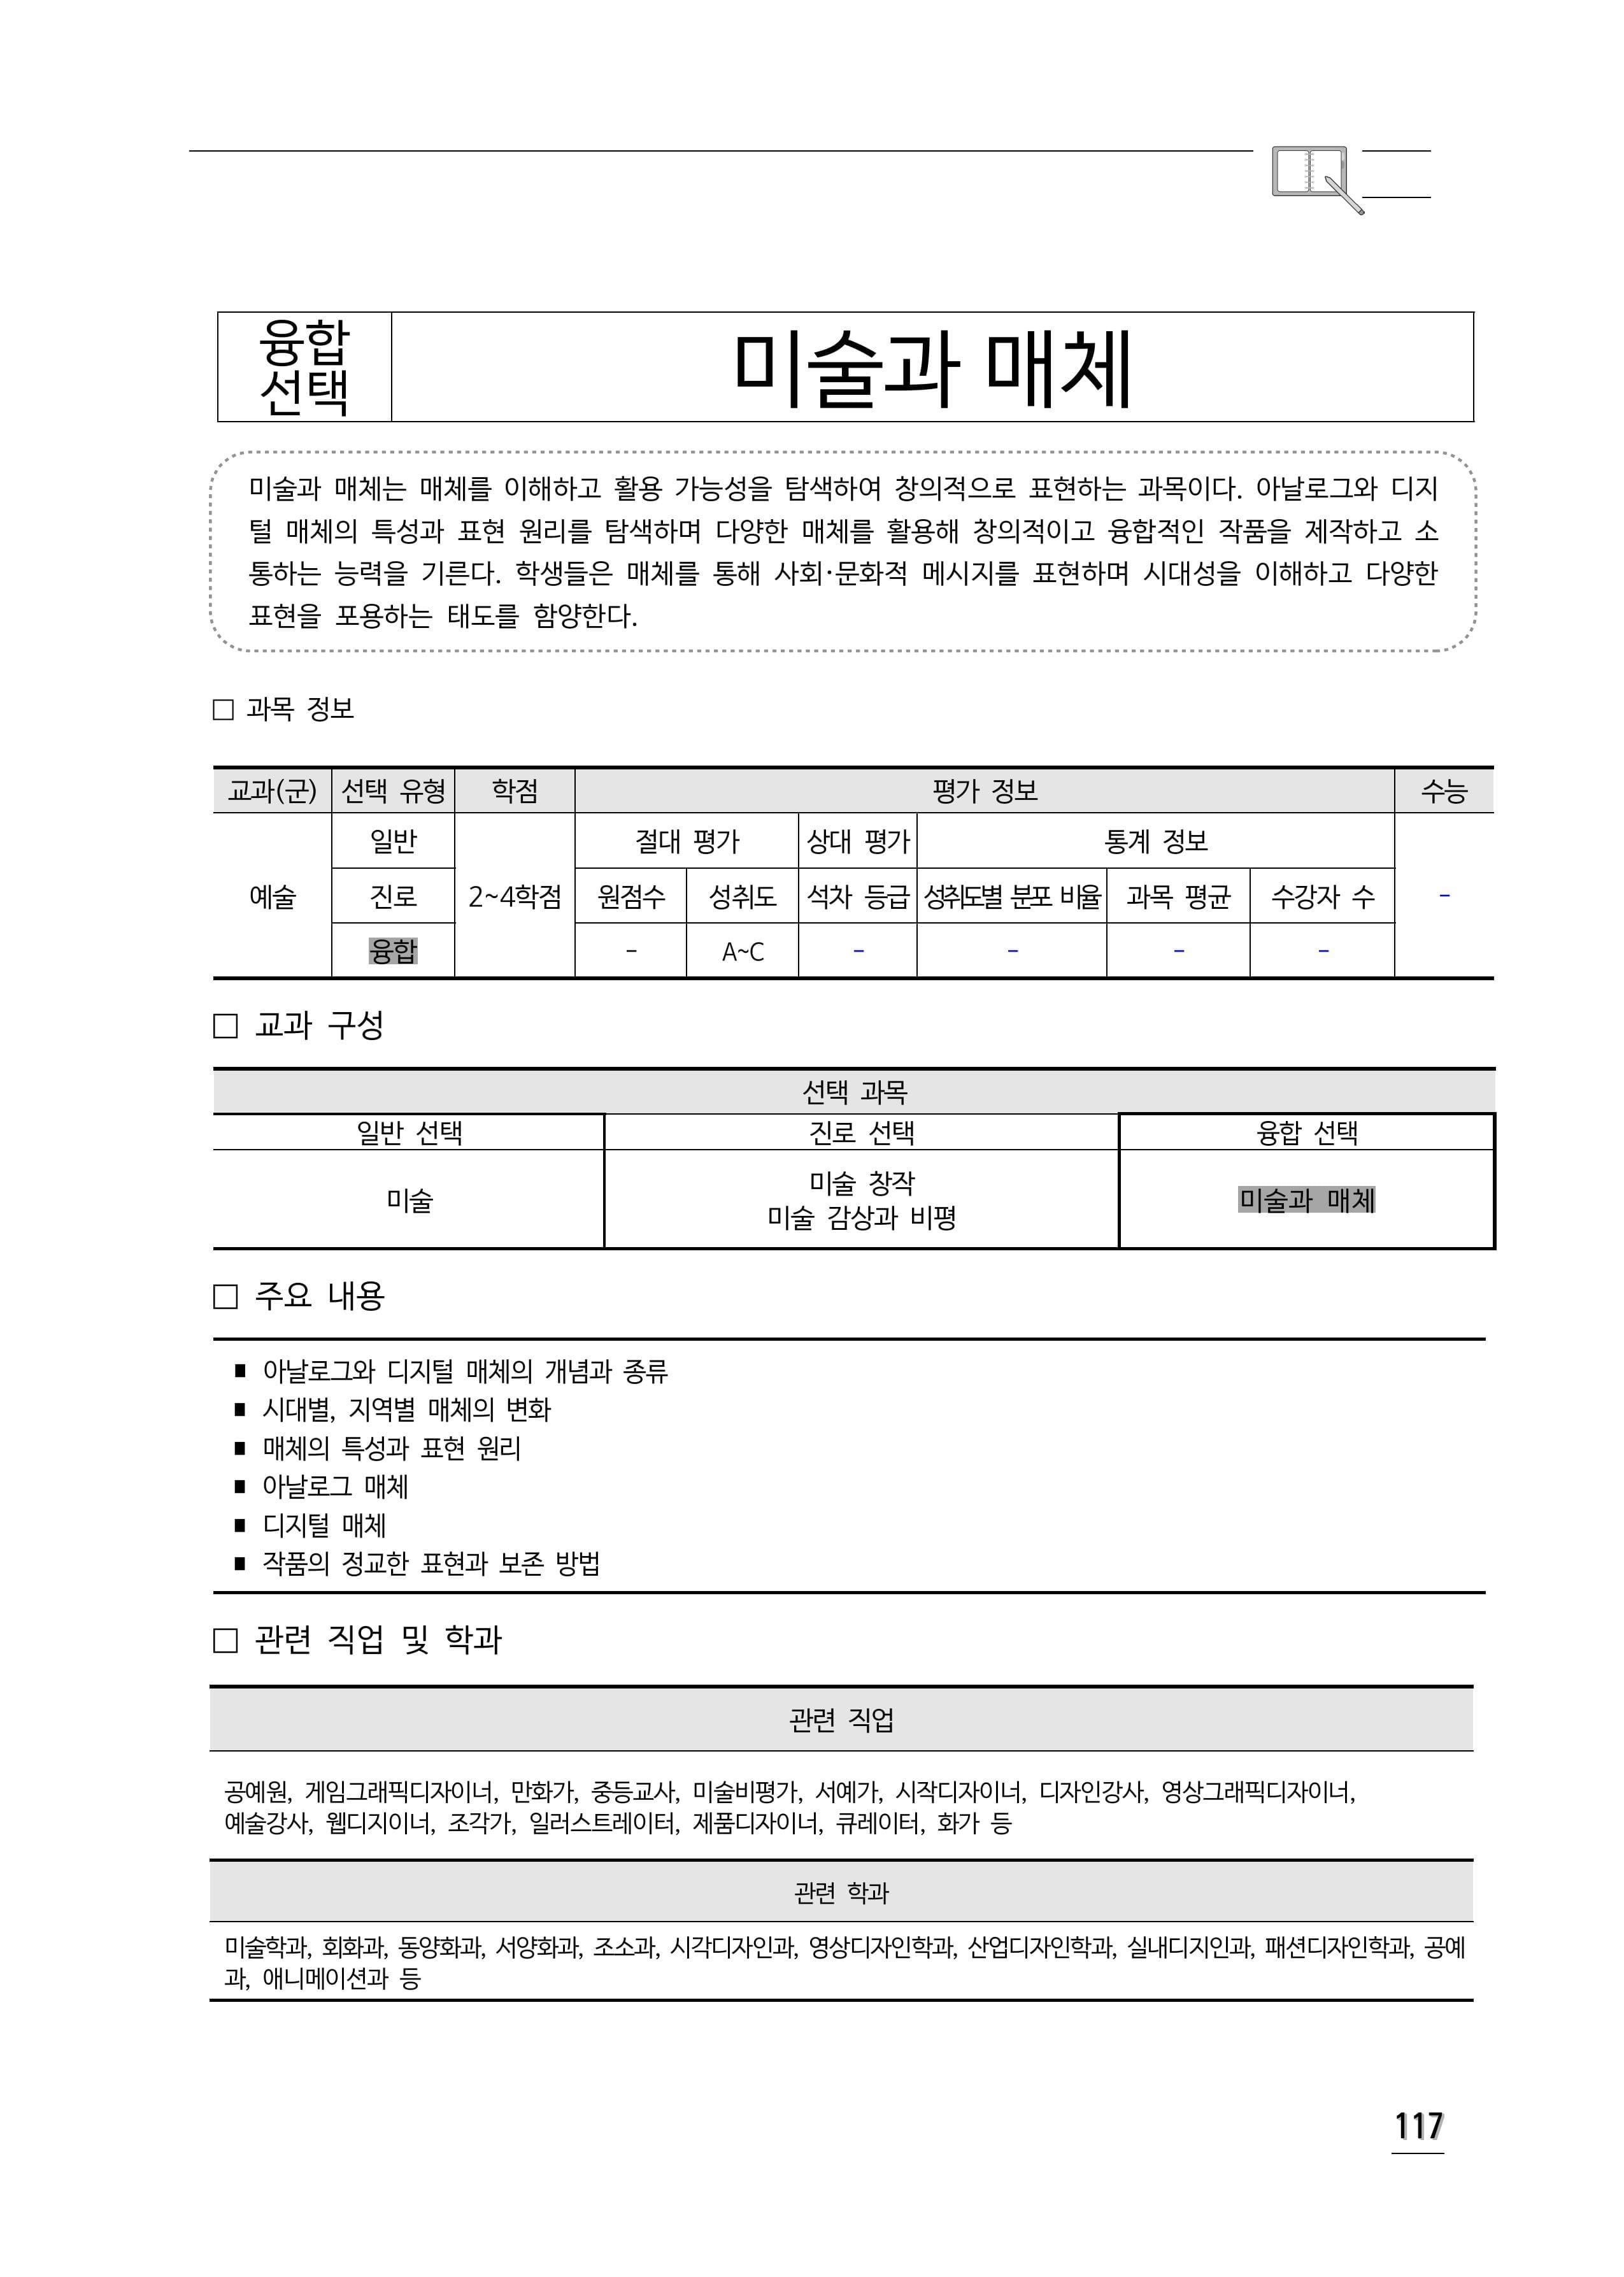 융합
선택
미술과 매체
미술과 매체는 매체를 이해하고 활용 가능성을 탐색하여 창의적으로 표현하는 과목이다. 아날로그와 디지
털 매체의 특성과 표현 원리를 탐색하며 다양한 매체를 활용해 창의적이고 융합적인 작품을 제작하고 소
통하는 능력을 기른다. 학생들은 매체를 통해 사회·문화적 메시지를 표현하며 시대성을 이해하고 다양한
표현을 포용하는 태도를 함양한다.
□ 과목 정보
교과(군) 선택 유형 학점 평가 정보 수능
일반 절대 평가 상대 평가 통계 정보
예술 진로 2~4학점 원점수 성취도 석차 등급 성취도별 분포 비율 과목 평균 수강자 수 -
융합 - A~C - - - -
□ 교과 구성
선택 과목
일반 선택 진로 선택 융합 선택
미술 창작
미술 미술과 매체
미술 감상과 비평
□ 주요 내용
■ 아날로그와 디지털 매체의 개념과 종류
■ 시대별, 지역별 매체의 변화
■ 매체의 특성과 표현 원리
■ 아날로그 매체
■ 디지털 매체
■ 작품의 정교한 표현과 보존 방법
□ 관련 직업 및 학과
관련 직업
공예원, 게임그래픽디자이너, 만화가, 중등교사, 미술비평가, 서예가, 시작디자이너, 디자인강사, 영상그래픽디자이너,
예술강사, 웹디지이너, 조각가, 일러스트레이터, 제품디자이너, 큐레이터, 화가 등
관련 학과
미술학과, 회화과, 동양화과, 서양화과, 조소과, 시각디자인과, 영상디자인학과, 산업디자인학과, 실내디지인과, 패션디자인학과, 공예
과, 애니메이션과 등
117